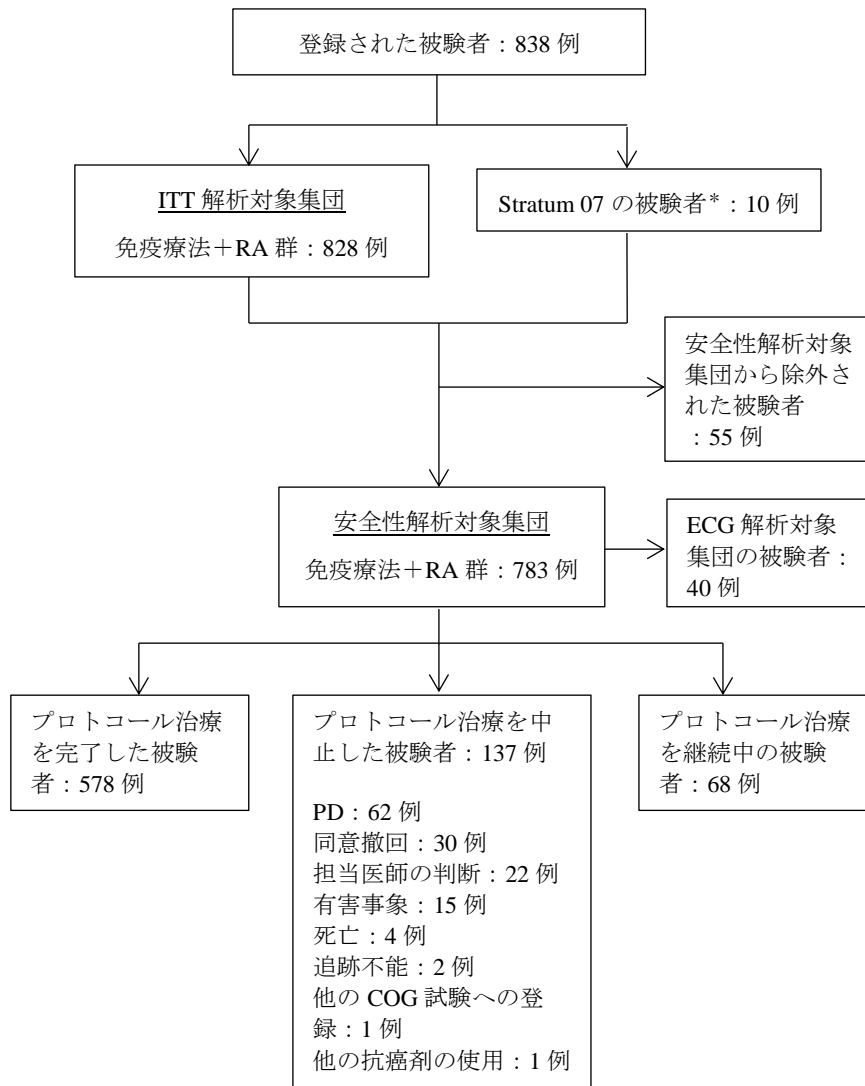 登録された被験者：838 例
ITT 解析対象集団
免疫療法＋RA 群：828 例
Stratum 07 の被験者*：10 例
安全性解析対象
集団から除外さ
れた被験者
：55 例
安全性解析対象集団
免疫療法＋RA 群：783 例
ECG 解析対象
集団の被験者：
40 例
プロトコール治療
を完了した被験
者：578 例
プロトコール治療を中
止した被験者：137 例
PD：62 例
同意撤回：30 例
担当医師の判断：22 例
有害事象：15 例
死亡：4 例
追跡不能：2 例
他の COG 試験への登
録：1 例
他の抗癌剤の使用：1 例
プロトコール治療
を継続中の被験
者：68 例